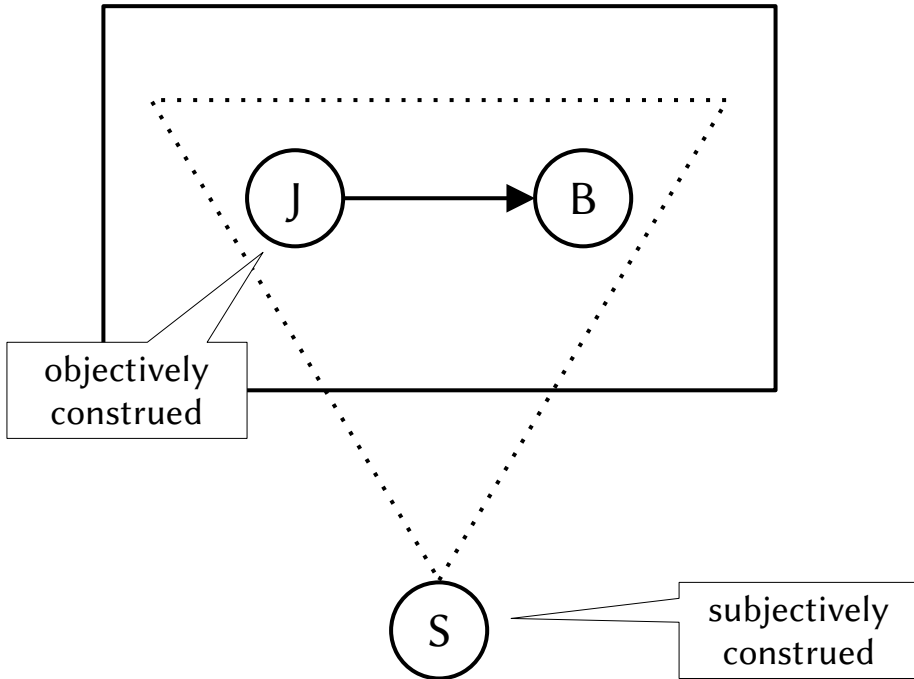 J
B
objectively
construed
S
subjectively
construed